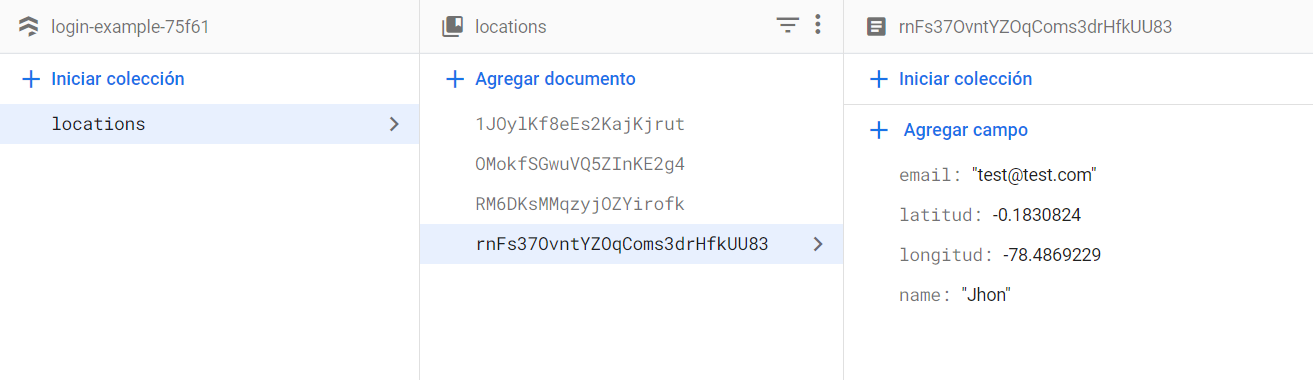 login-example-75f61
Iniciar colección
locations
locations
Agregar documento
1JOylKf8eEs2KajKjrut
OMokfSGwuVQ5ZInKE2g4
RM6DKsMMqzyjOZYirofk
rnFs37OvntYZOqComs3drHfkUU83
rnFs37OvntYZOqComs3drHfkUU83
Iniciar colección
Agregar campo
email: "test@test.com"
latitud: -0.1830824
longitud: -78.4869229
name: "Jhon"